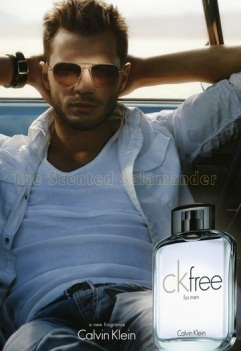 The Scented Salamander
ckfree
for men
a new fragrance
Calvin Klein
Calvin Klein